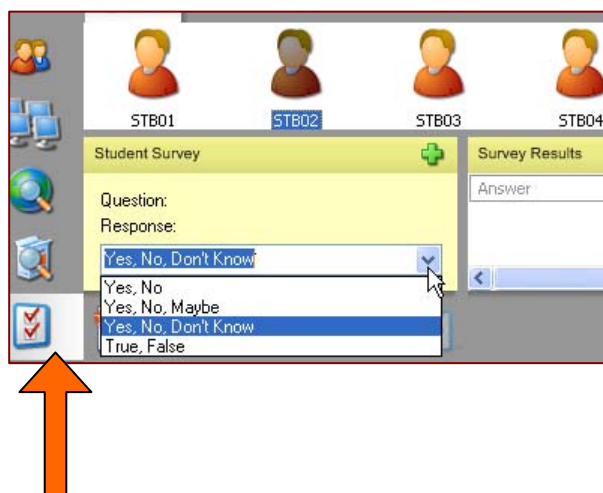 STB01 STB02 STB03 STB04
Student Survey
Survey Results
Question:
Answer
Response:
Yes, No, Don't Know
Yes, No
Yes, No, Maybe
Yes, No, Don't Know
True, False